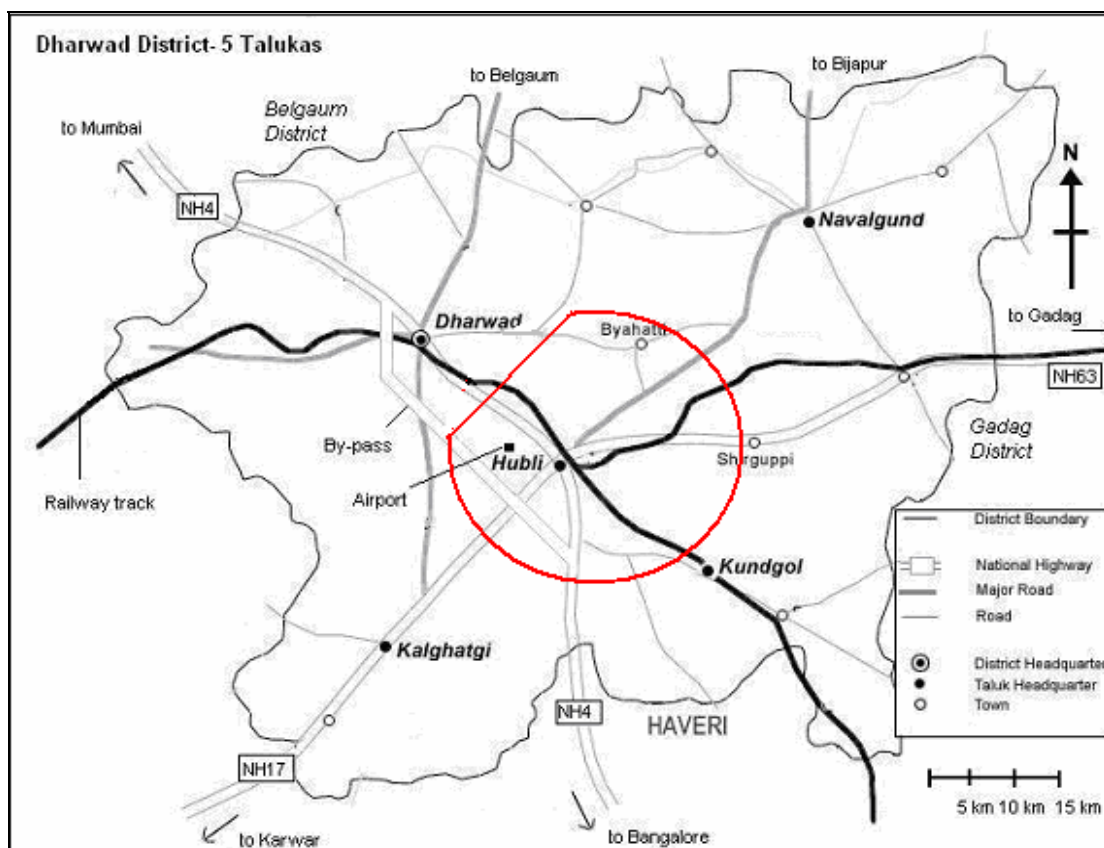 Dharwad District- 5 Talukas
to Belgaum
to Bijapur
Belgaum
District
to Mumbai
N
NH4
Navalgund
Dharwad
to Gadag
Byahatti
NH63
Gadag
District
By-pass
Shirguppi
Hubli
Airport
Railway track
District Boundary
National Highway
Major Road
Road
Kundgol
Kalghatgi
District Headquarter
Taluk Headquarter
Town
NH4
HAVERI
NH17
5 km 10 km 15 km
to Karwar
to Bangalore